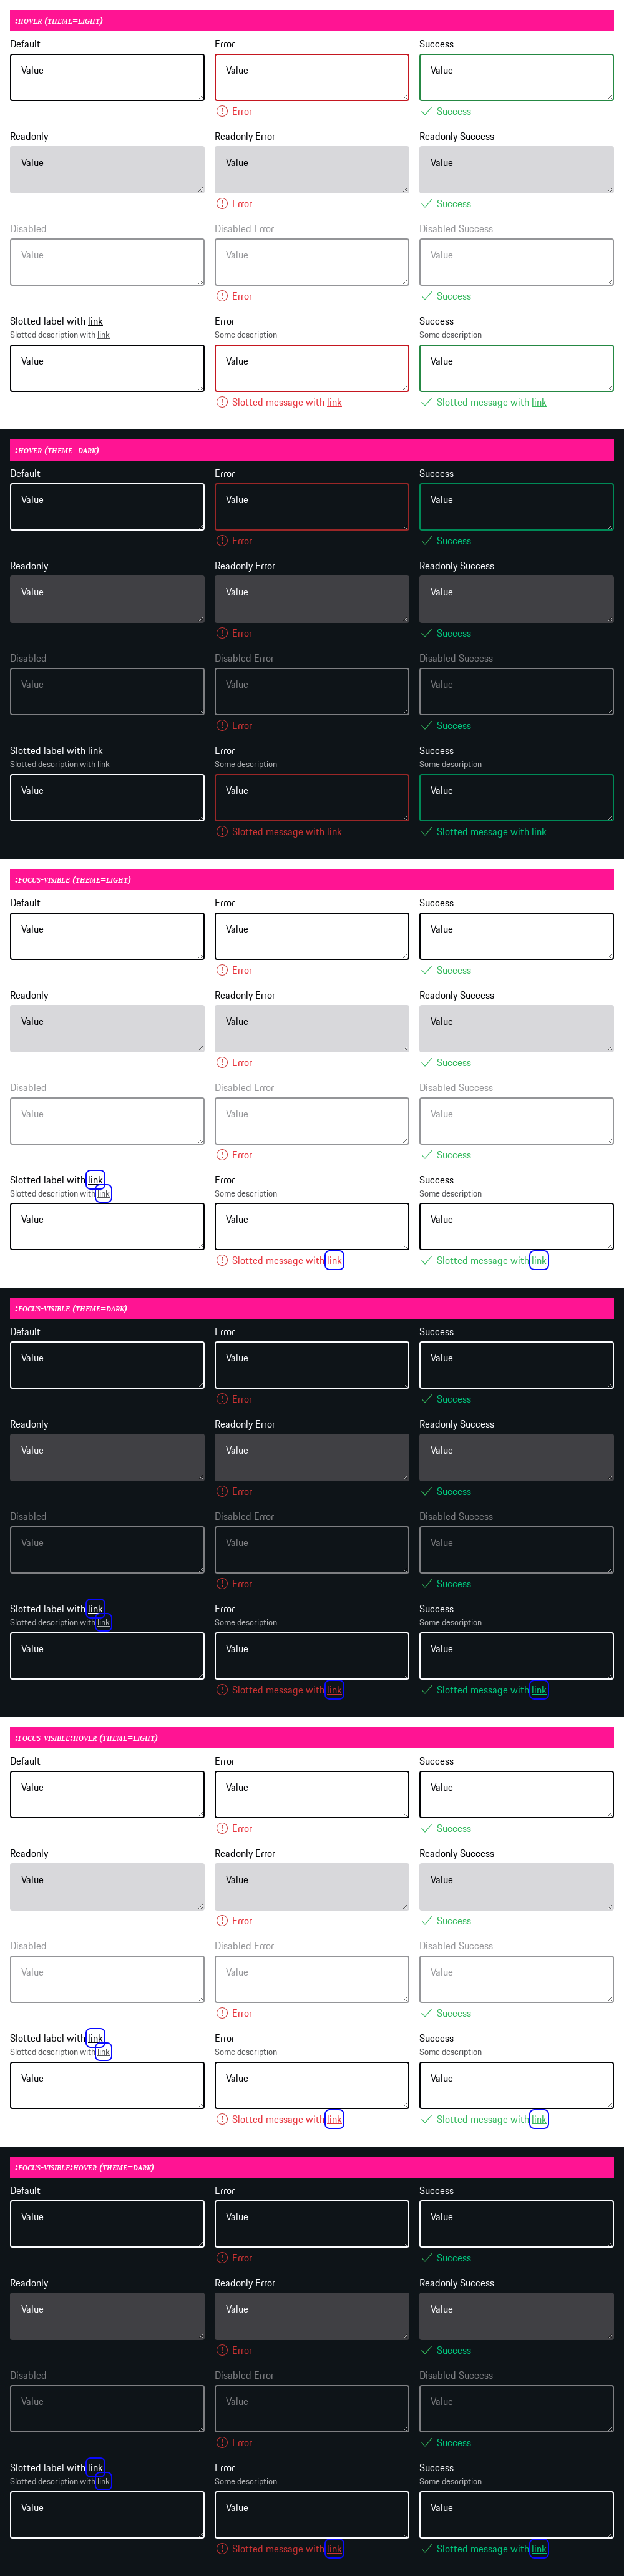 :HOVER (THEME=LIGHT)
Default Error Success
Value Value Value
Error Success
Readonly Readonly Error Readonly Success
Value Value Value
Error Success
Disabled Disabled Error Disabled Success
Value Value Value
Error Success
Slotted label with link Error Success
Slotted description with link Some description Some description
Value Value Value
Slotted message with link Slotted message with link
:HOVER (THEME=DARK)
Default Error Success
Value Value Value
Error Success
Readonly Readonly Error Readonly Success
Value Value Value
Error Success
Disabled Disabled Error Disabled Success
Value Value Value
Error Success
Slotted label with link Error Success
Slotted description with link Some description Some description
Value Value Value
Slotted message with link Slotted message with link
:FOCUS-VISIBLE (THEME=LIGHT)
Default Error Success
Value Value Value
Error Success
Readonly Readonly Error Readonly Success
Value Value Value
Error Success
Disabled Disabled Error Disabled Success
Value Value Value
Error Success
Slotted label with link Error Success
Slotted description with link Some description Some description
Value Value Value
Slotted message with link Slotted message with link
:FOCUS-VISIBLE (THEME=DARK)
Default Error Success
Value Value Value
Error Success
Readonly Readonly Error Readonly Success
Value Value Value
Error Success
Disabled Disabled Error Disabled Success
Value Value Value
Error Success
Slotted label with link Error Success
Slotted description with link Some description Some description
Value Value Value
Slotted message with link Slotted message with link
:FOCUS-VISIBLE:HOVER (THEME=LIGHT)
Default Error Success
Value Value Value
Error Success
Readonly Readonly Error Readonly Success
Value Value Value
Error Success
Disabled Disabled Error Disabled Success
Value Value Value
Error Success
Slotted label with link Error Success
Slotted description with link Some description Some description
Value Value Value
Slotted message with link Slotted message with link
:FOCUS-VISIBLE:HOVER (THEME=DARK)
Default Error Success
Value Value Value
Error Success
Readonly Readonly Error Readonly Success
Value Value Value
Error Success
Disabled Disabled Error Disabled Success
Value Value Value
Error Success
Slotted label with link Error Success
Slotted description with link Some description Some description
Value Value Value
Slotted message with link Slotted message with link